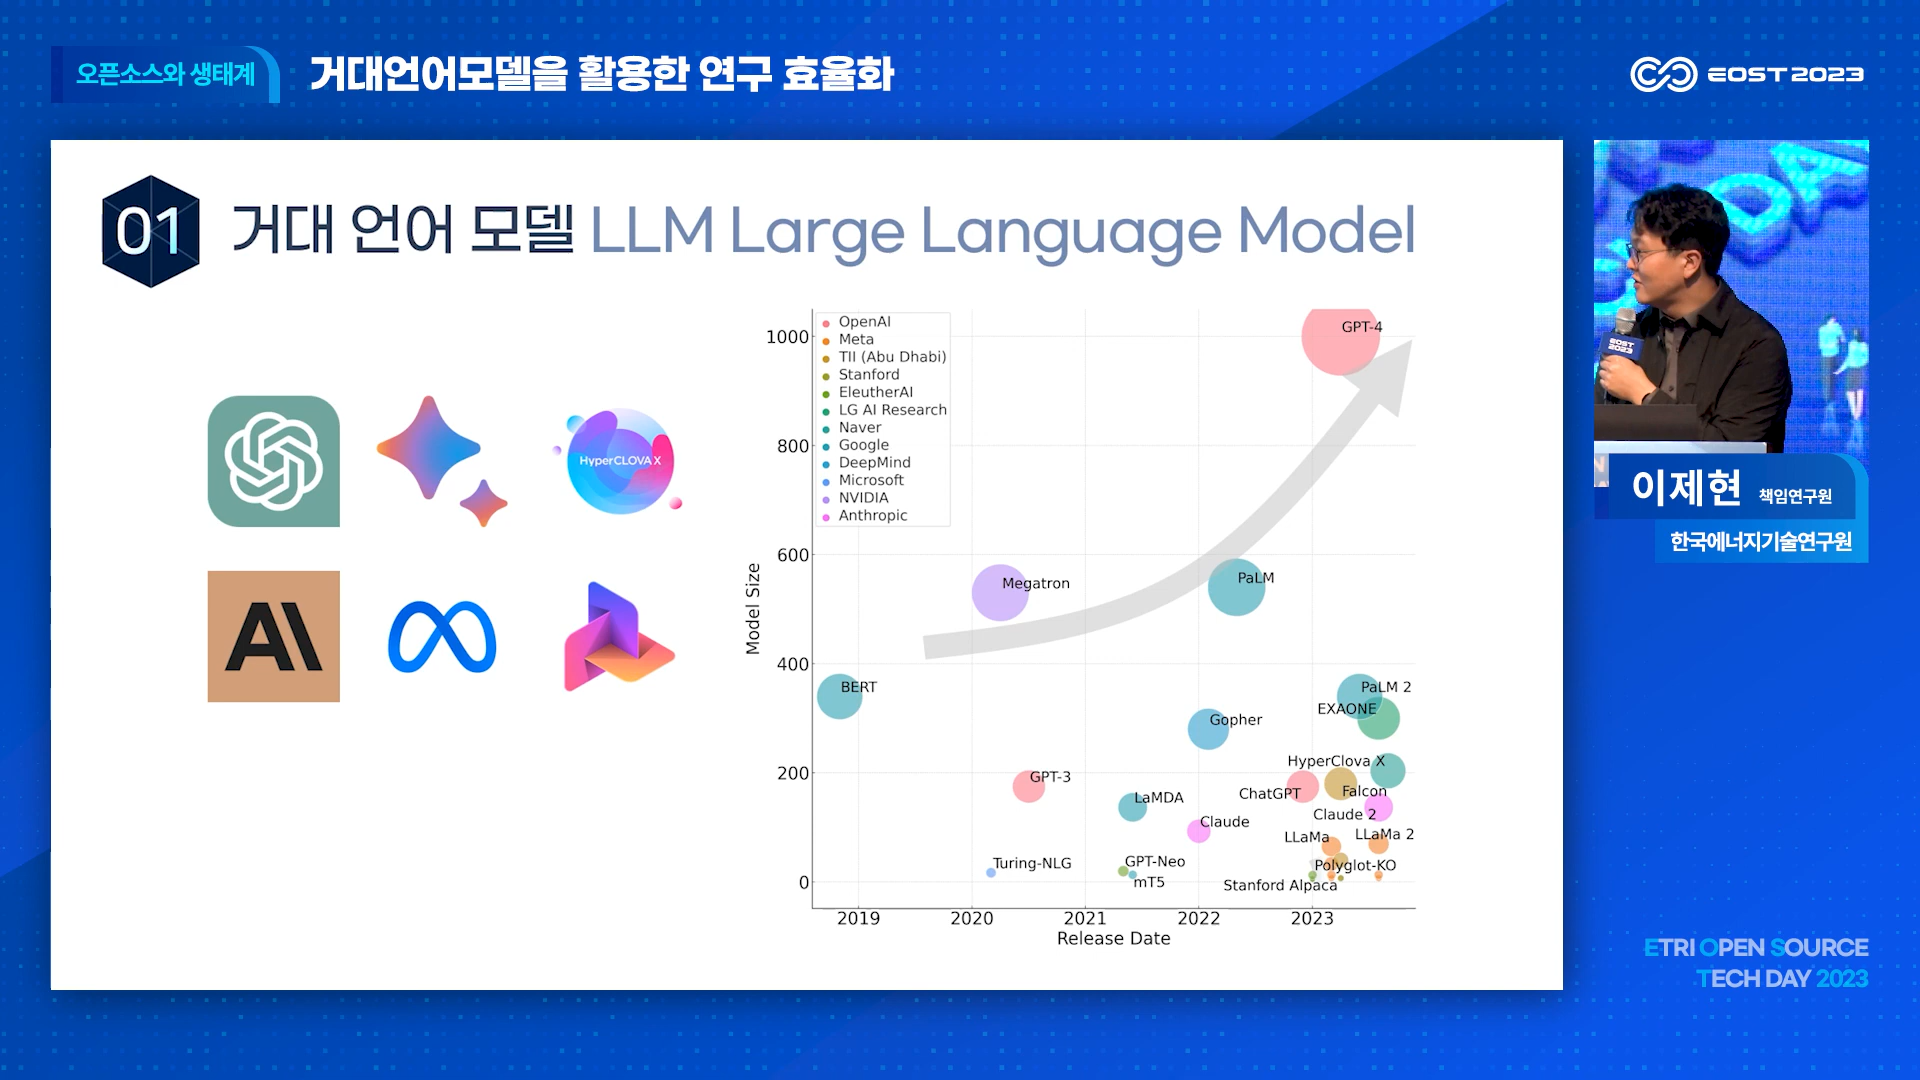 오픈소스와 생태계
거대언어모델을 활용한 연구 효율화
EOST 2023
01
거대 언어 모델 LLM Large Language Model
HyperCLOVA X
AI
Model Size
1000
800
600
400
200
0
OpenAI
Meta
TII (Abu Dhabi)
Stanford
EleutherAI
LG AI Research
Naver
Google
DeepMind
Microsoft
NVIDIA
Anthropic
GPT-4
Megatron
PaLM
BERT
PaLM 2
EXAONE
Gopher
HyperClova X
GPT-3
ChatGPT
Falcon
LaMDA
Claude 2
Claude
LLaMa
LLaMa 2
Turing-NLG
GPT-Neo
Polyglot-KO
mT5
Stanford Alpaca
2019
2020
2021
2022
2023
Release Date
EOST
2023
이제현 책임연구원
한국에너지기술연구원
ETRI OPEN SOURCE
TECH DAY 2023